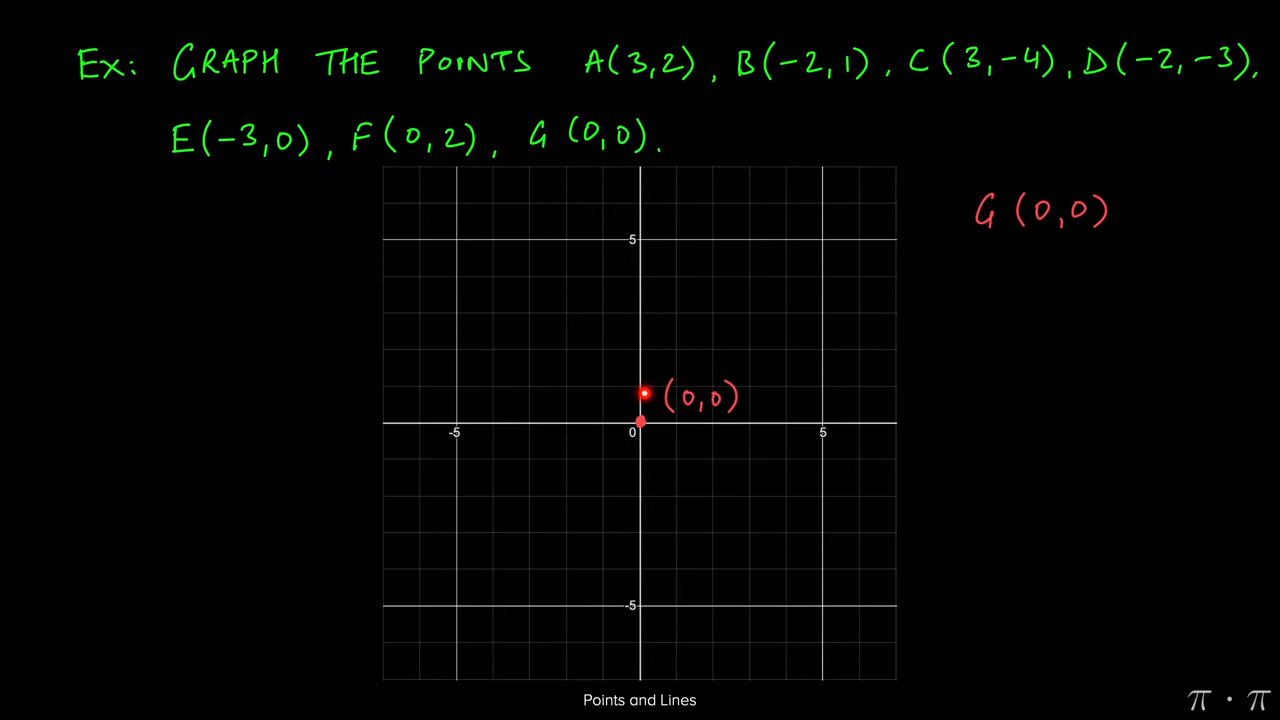 Ex: GRAPH THE POINTS A(3,2), B(-2,1), C(3,-4), D(-2,-3),
E(-3,0), F(0,2), G(0,0).
G(0,0)
5
(0,0)
-5 0 5
-5
Points and Lines
π · π